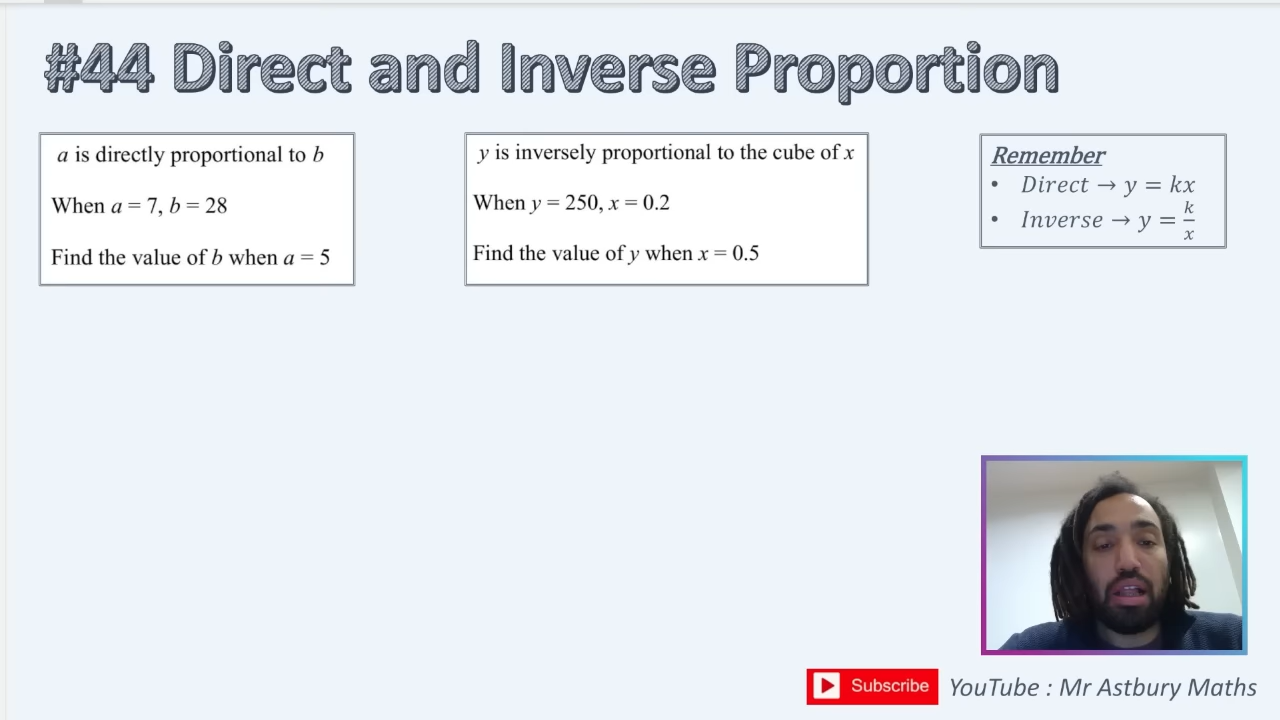 #44 Direct and Inverse Proportion
a is directly proportional to b
When a = 7, b = 28
Find the value of b when a = 5
y is inversely proportional to the cube of x
When y = 250, x = 0.2
Find the value of y when x = 0.5
Remember
• Direct → y = kx
• Inverse → y = k/x
Subscribe
YouTube : Mr Astbury Maths